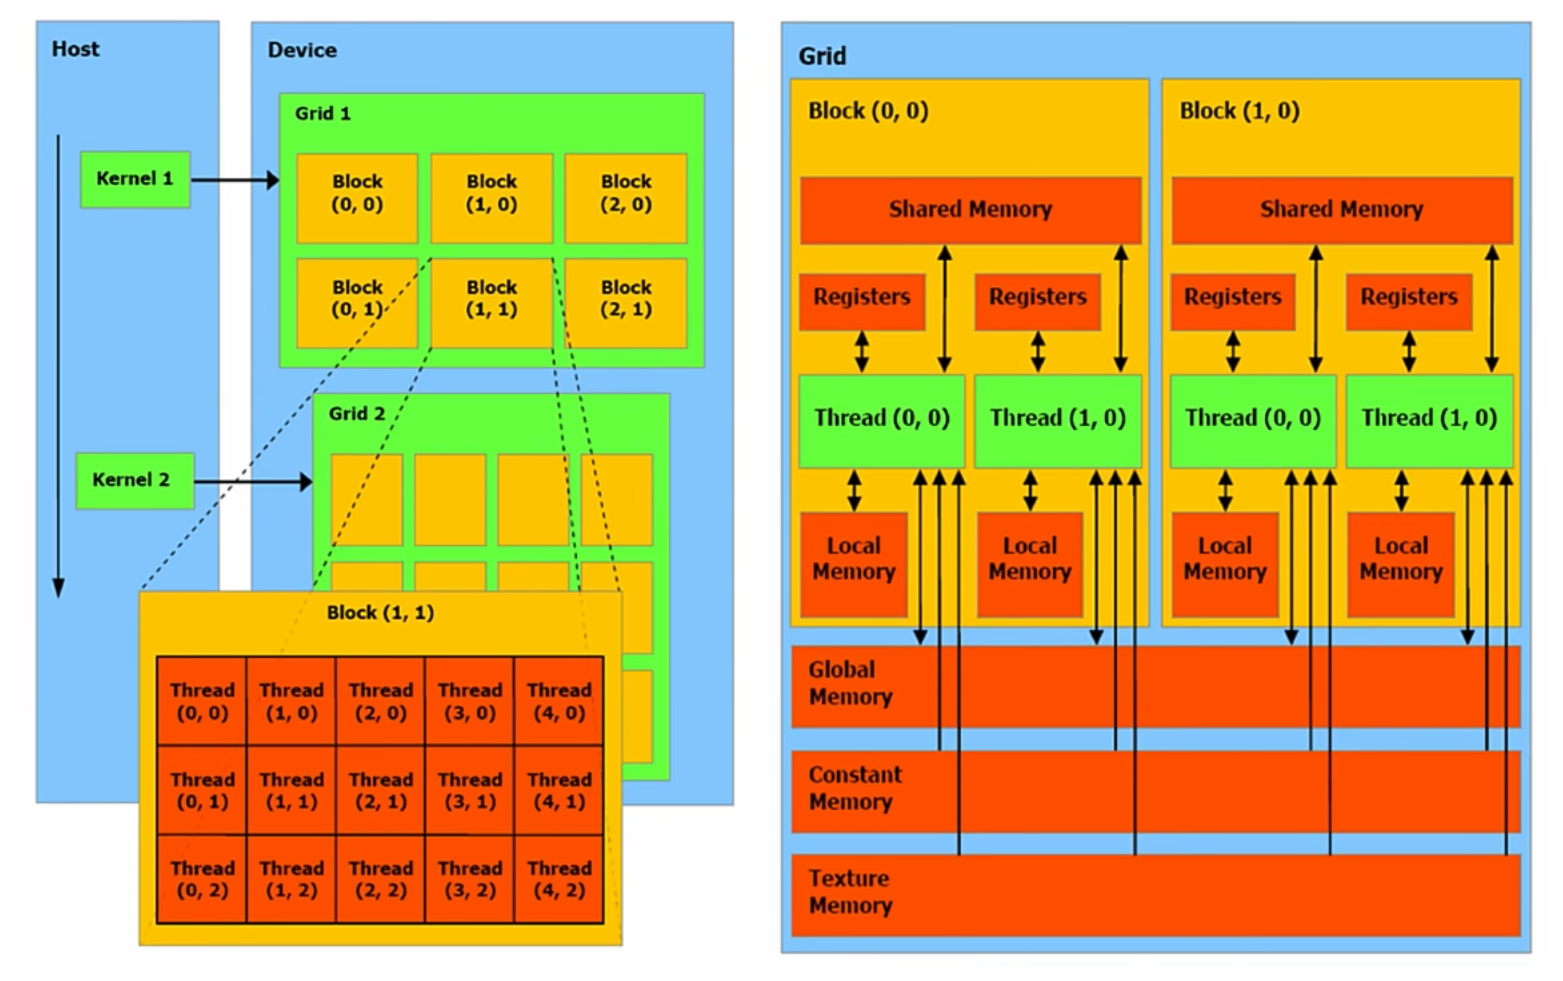 Host
Kernel 1
Kernel 2
Device
Grid 1
Block
(0, 0)
Block
(1, 0)
Block
(2, 0)
Block
(0, 1)
Block
(1, 1)
Block
(2, 1)
Grid 2
Block (1, 1)
Thread
(0, 0)
Thread
(1, 0)
Thread
(2, 0)
Thread
(3, 0)
Thread
(4, 0)
Thread
(0, 1)
Thread
(1, 1)
Thread
(2, 1)
Thread
(3, 1)
Thread
(4, 1)
Thread
(0, 2)
Thread
(1, 2)
Thread
(2, 2)
Thread
(3, 2)
Thread
(4, 2)
Grid
Block (0, 0)
Shared Memory
Registers
Registers
Thread (0, 0)
Thread (1, 0)
Local
Memory
Local
Memory
Block (1, 0)
Shared Memory
Registers
Registers
Thread (0, 0)
Thread (1, 0)
Local
Memory
Local
Memory
Global
Memory
Constant
Memory
Texture
Memory